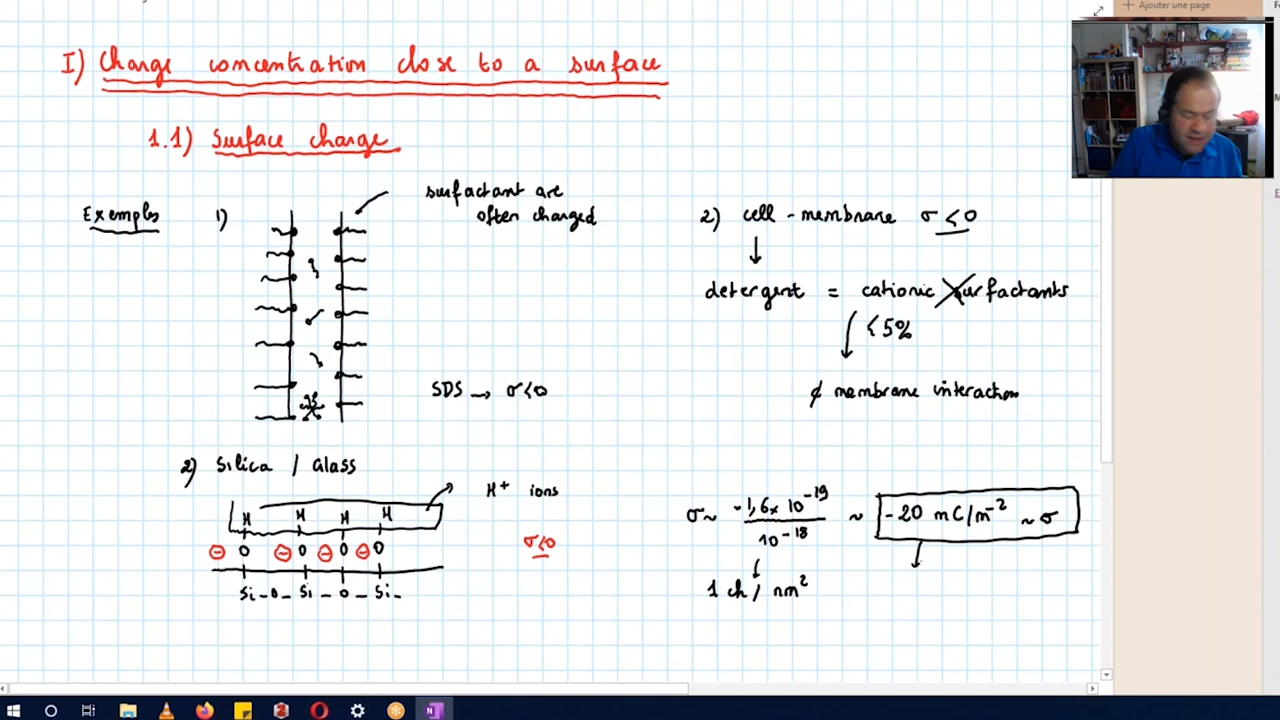 Ajouter une page
I) Charge concentration close to a surface
1.1) Surface charge
Exemples
1)
surfactant are
often charged
SDS → σ<0
2) cell-membrane σ<0
detergent = cationic surfactants
<5%
∮ membrane interaction
2) Silica / Glass
H H H H
H+ ions
⊖ O ⊖ O ⊖ O ⊖ O
σ<0
Si-O-Si-O-Si-
σ ~ -1,6x10^-19 / 10^-18 ~ -20 mC/m^-2 ~ σ
1 ch / nm²